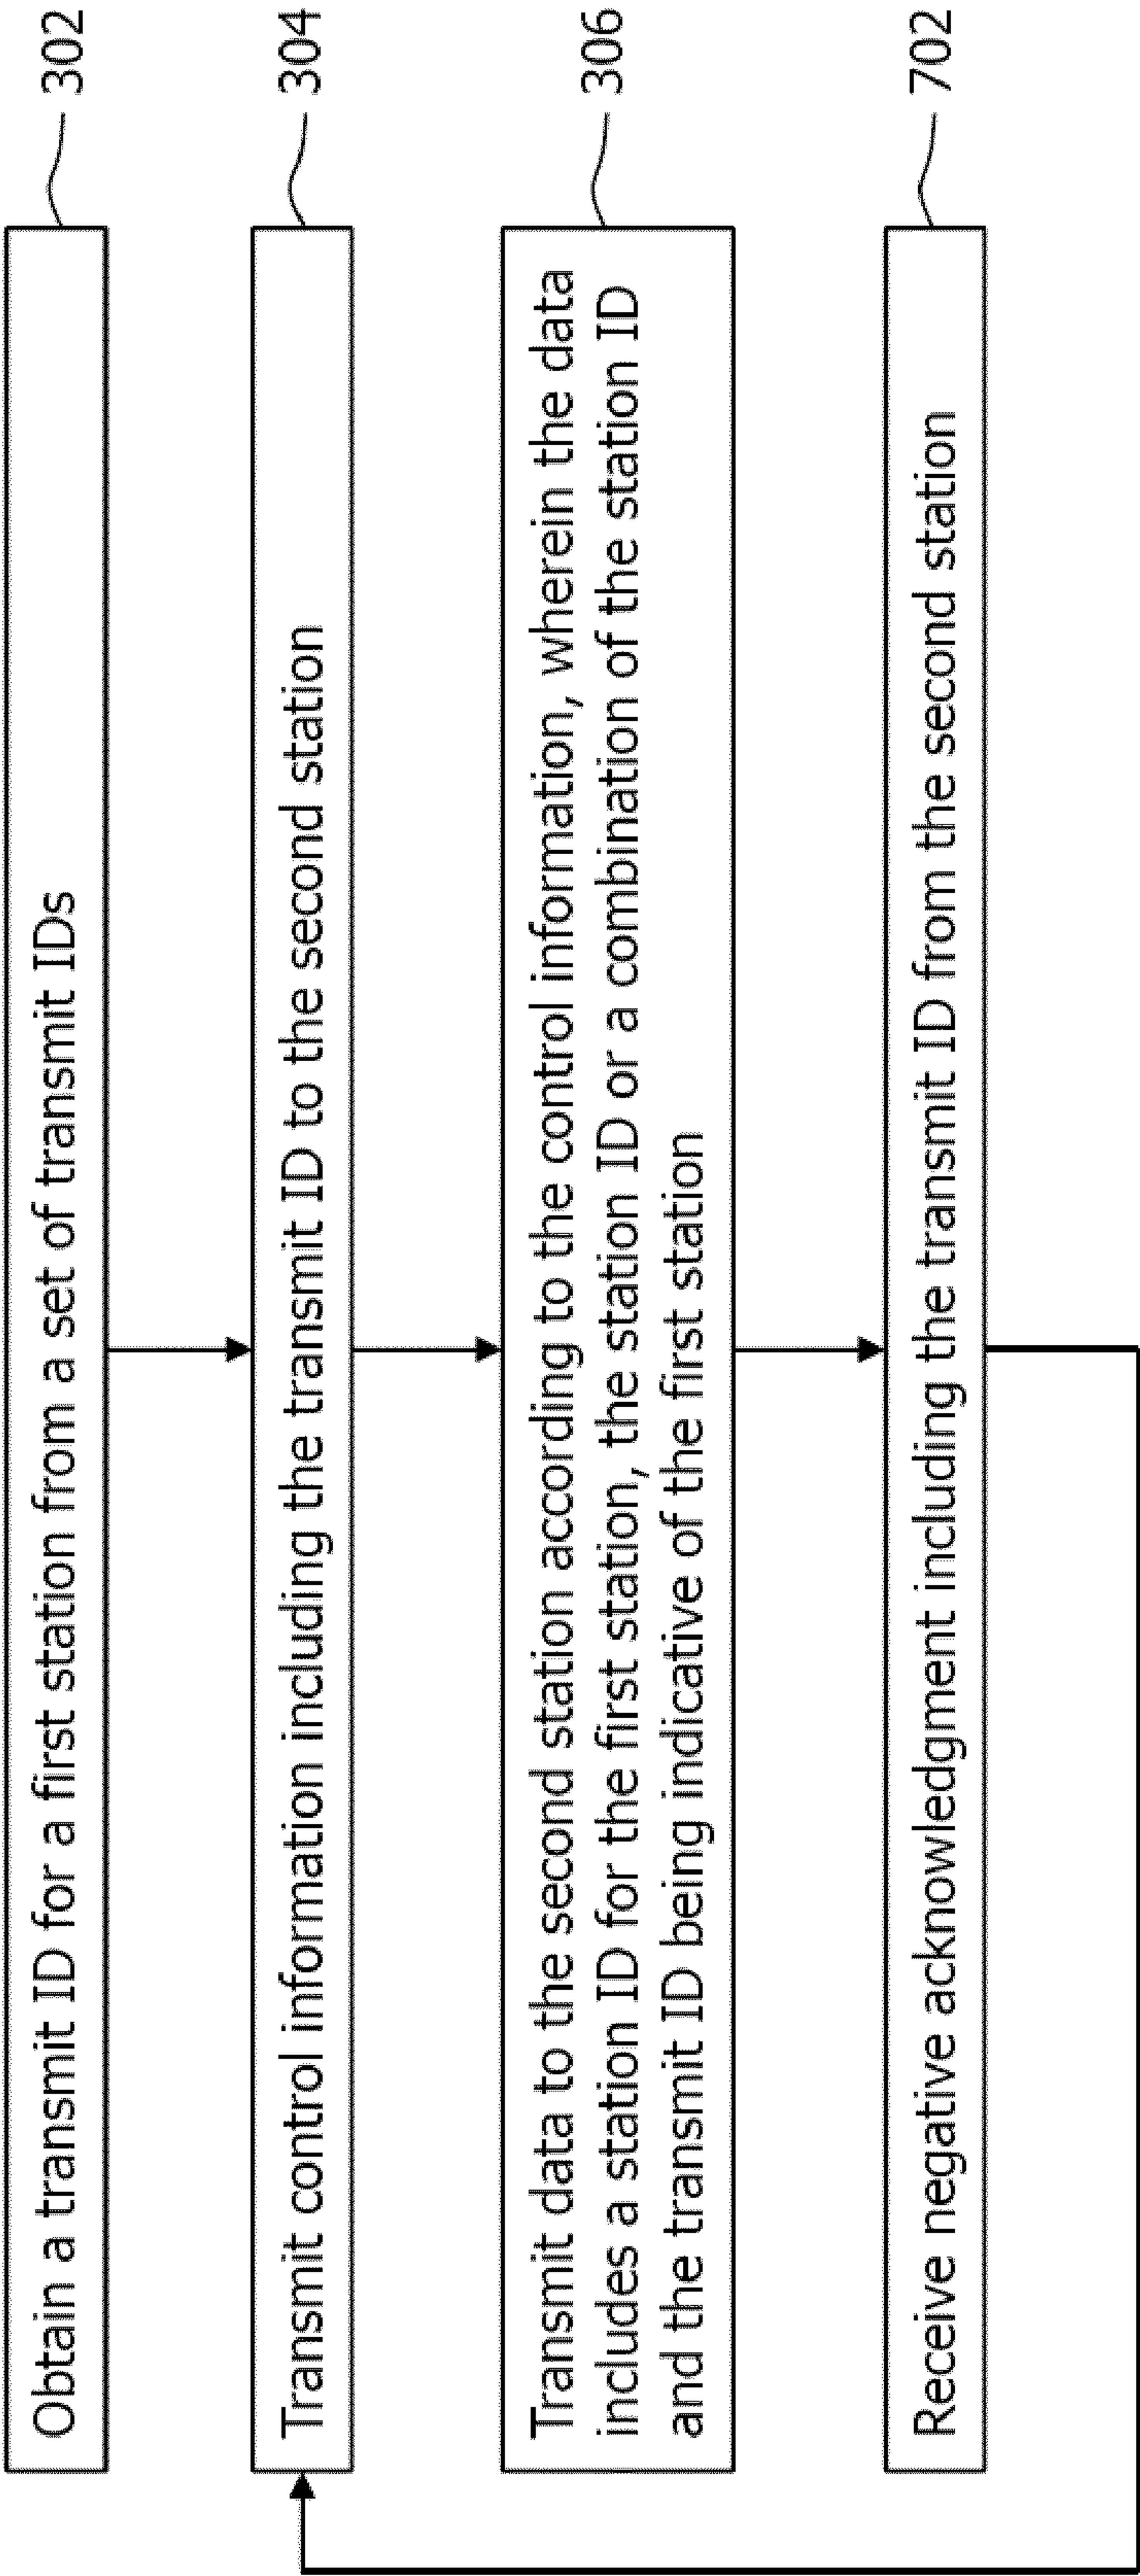 Obtain a transmit ID for a first station from a set of transmit IDs
302
Transmit control information including the transmit ID to the second station
304
Transmit data to the second station according to the control information, wherein the data
includes a station ID for the first station, the station ID or a combination of the station ID
and the transmit ID being indicative of the first station
306
Receive negative acknowledgment including the transmit ID from the second station
702